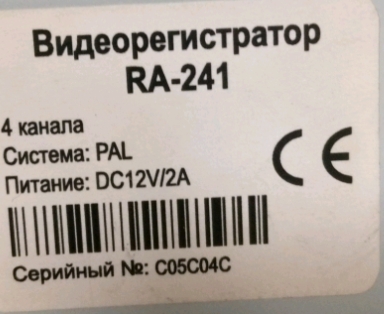 Видеорегистратор
RA-241
4 канала
Система: PAL
Питание: DC12V/2A
CE
Серийный №: C05C04C